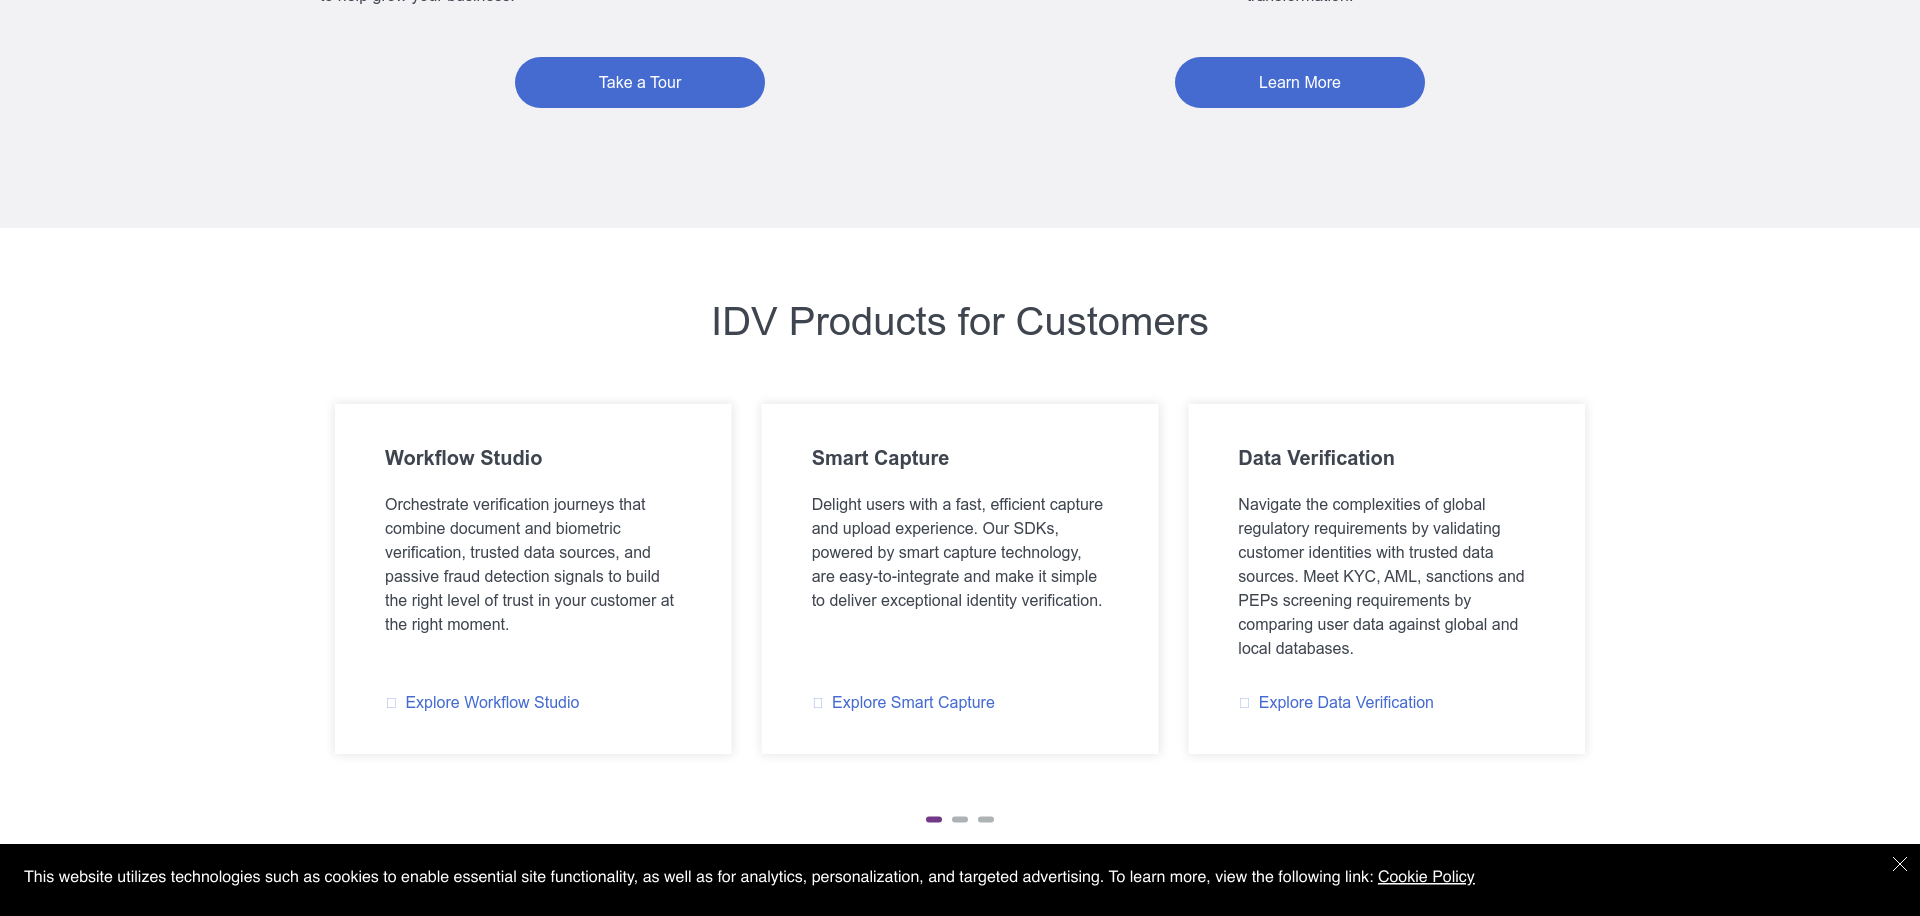 to help grow your business.
transformation.
Take a Tour
Learn More
IDV Products for Customers
Workflow Studio
Orchestrate verification journeys that
combine document and biometric
verification, trusted data sources, and
passive fraud detection signals to build
the right level of trust in your customer at
the right moment.
Explore Workflow Studio
Smart Capture
Delight users with a fast, efficient capture
and upload experience. Our SDKs,
powered by smart capture technology,
are easy-to-integrate and make it simple
to deliver exceptional identity verification.
Explore Smart Capture
Data Verification
Navigate the complexities of global
regulatory requirements by validating
customer identities with trusted data
sources. Meet KYC, AML, sanctions and
PEPs screening requirements by
comparing user data against global and
local databases.
Explore Data Verification
This website utilizes technologies such as cookies to enable essential site functionality, as well as for analytics, personalization, and targeted advertising. To learn more, view the following link: Cookie Policy